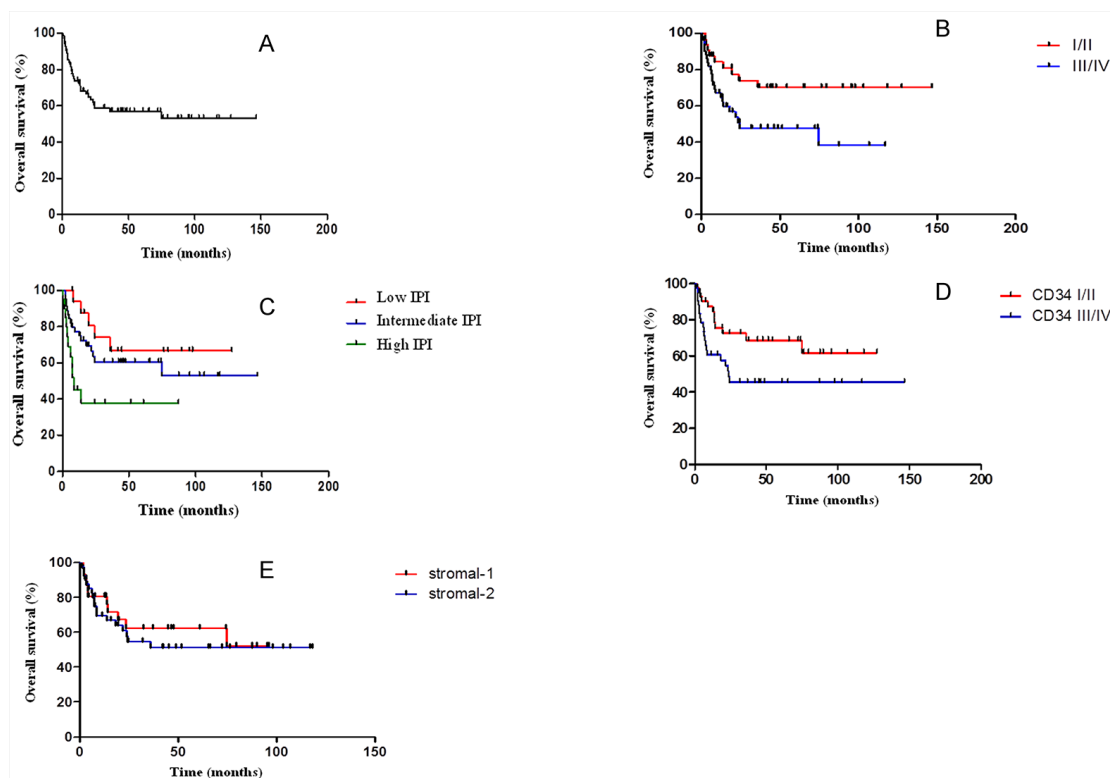 A
Overall survival (%)
100
80
60
40
20
0
0 50 100 150 200
Time (months)
B
I/II
III/IV
Overall survival (%)
100
80
60
40
20
0
0 50 100 150 200
Time (months)
C
Low IPI
Intermediate IPI
High IPI
Overall survival (%)
100
80
60
40
20
0
0 50 100 150 200
Time (months)
D
CD34 I/II
CD34 III/IV
Overall survival (%)
100
80
60
40
20
0
0 50 100 150 200
Time (months)
E
stromal-1
stromal-2
Overall survival (%)
100
80
60
40
20
0
0 50 100 150
Time (months)